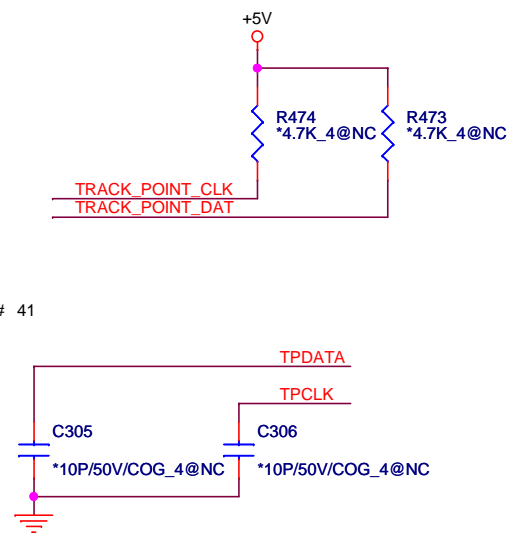 +5V
R474
*4.7K_4@NC
R473
*4.7K_4@NC
TRACK_POINT_CLK
TRACK_POINT_DAT
# 41
TPDATA
TPCLK
C305
*10P/50V/COG_4@NC
C306
*10P/50V/COG_4@NC